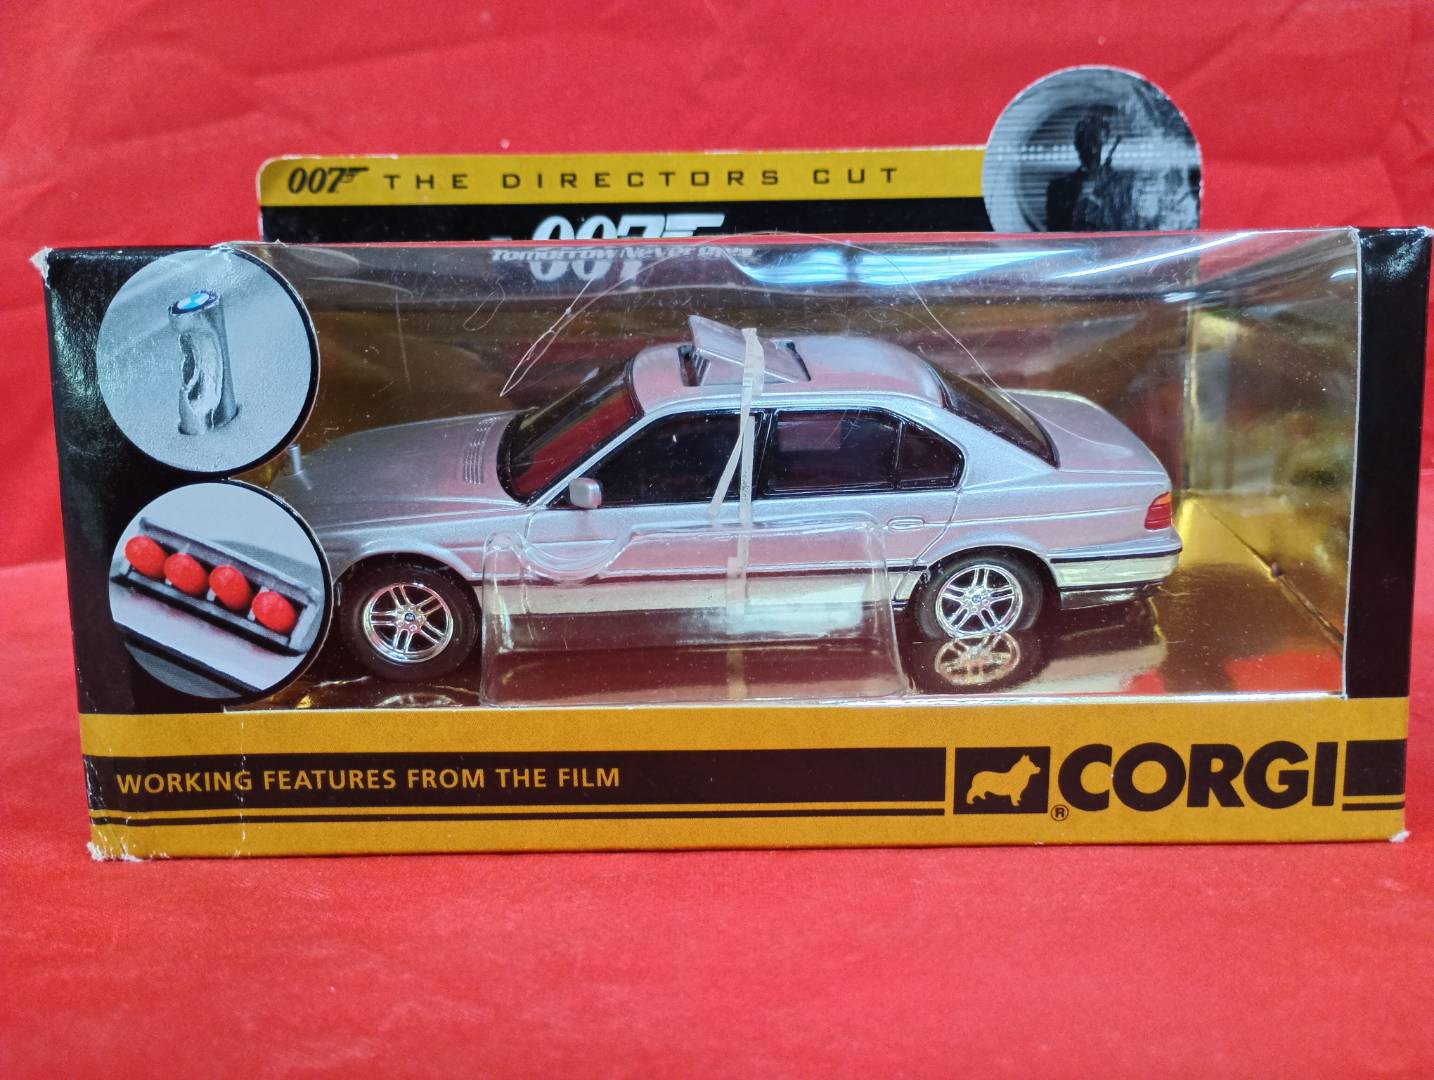 007 THE DIRECTORS CUT
007
Tomorrow Never Dies
WORKING FEATURES FROM THE FILM
® CORGI